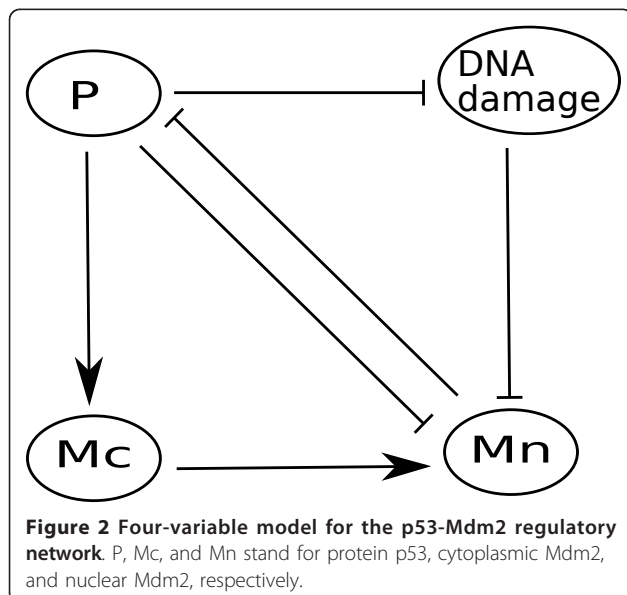 P
DNA
damage
Mc
Mn
Figure 2 Four-variable model for the p53-Mdm2 regulatory
network. P, Mc, and Mn stand for protein p53, cytoplasmic Mdm2,
and nuclear Mdm2, respectively.